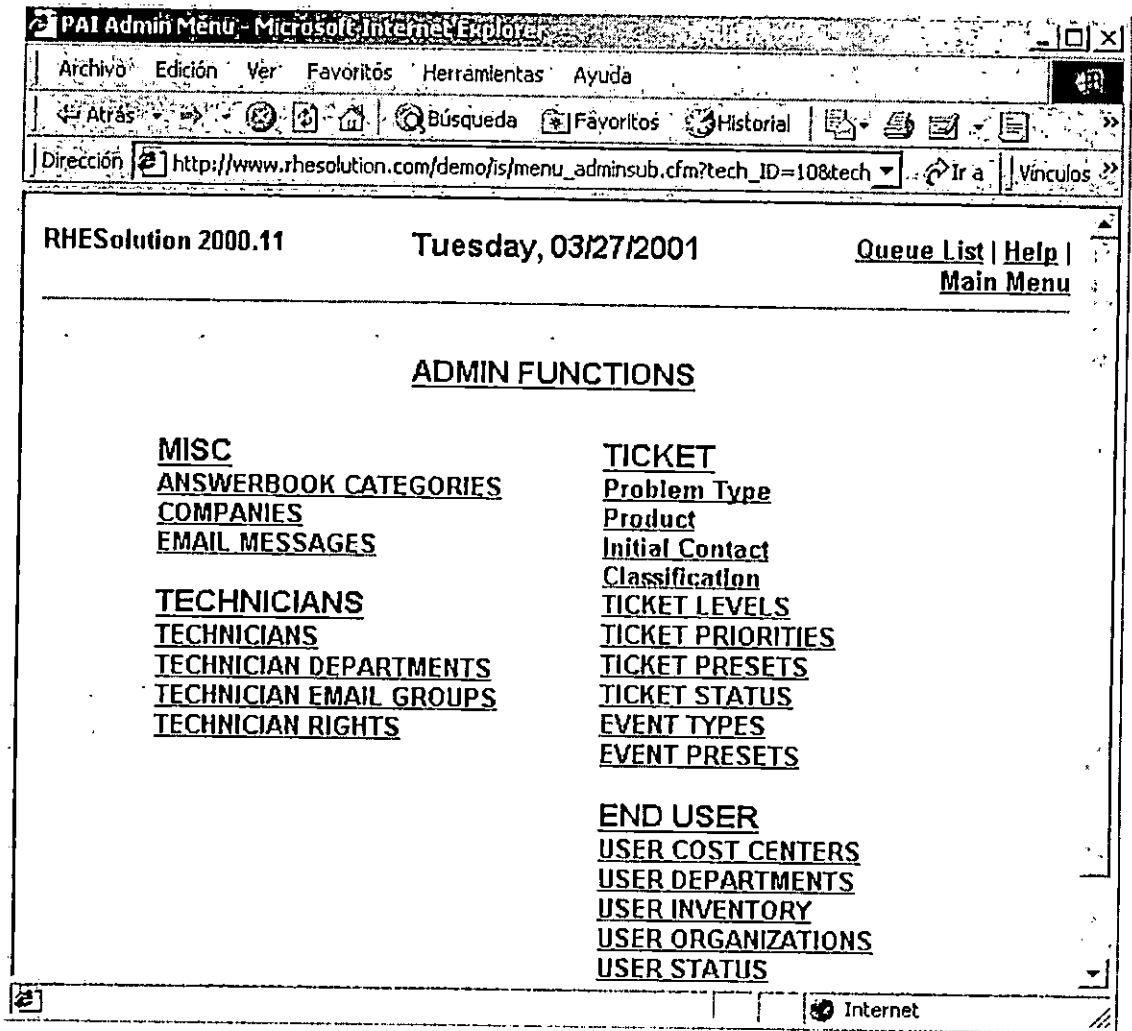 PAI Admin Menu - Microsoft Internet Explorer
Archivo Edición Ver Favoritos Herramientas Ayuda
Atrás Búsqueda Favoritos Historial
Dirección http://www.rhesolution.com/demo/is/menu_adminsub.cfm?tech_ID=10&tech Ir a Vínculos
RHESolution 2000.11 Tuesday, 03/27/2001 Queue List | Help |
Main Menu
ADMIN FUNCTIONS
MISC
ANSWERBOOK CATEGORIES
COMPANIES
EMAIL MESSAGES
TECHNICIANS
TECHNICIANS
TECHNICIAN DEPARTMENTS
TECHNICIAN EMAIL GROUPS
TECHNICIAN RIGHTS
TICKET
Problem Type
Product
Initial Contact
Classification
TICKET LEVELS
TICKET PRIORITIES
TICKET PRESETS
TICKET STATUS
EVENT TYPES
EVENT PRESETS
END USER
USER COST CENTERS
USER DEPARTMENTS
USER INVENTORY
USER ORGANIZATIONS
USER STATUS
Internet